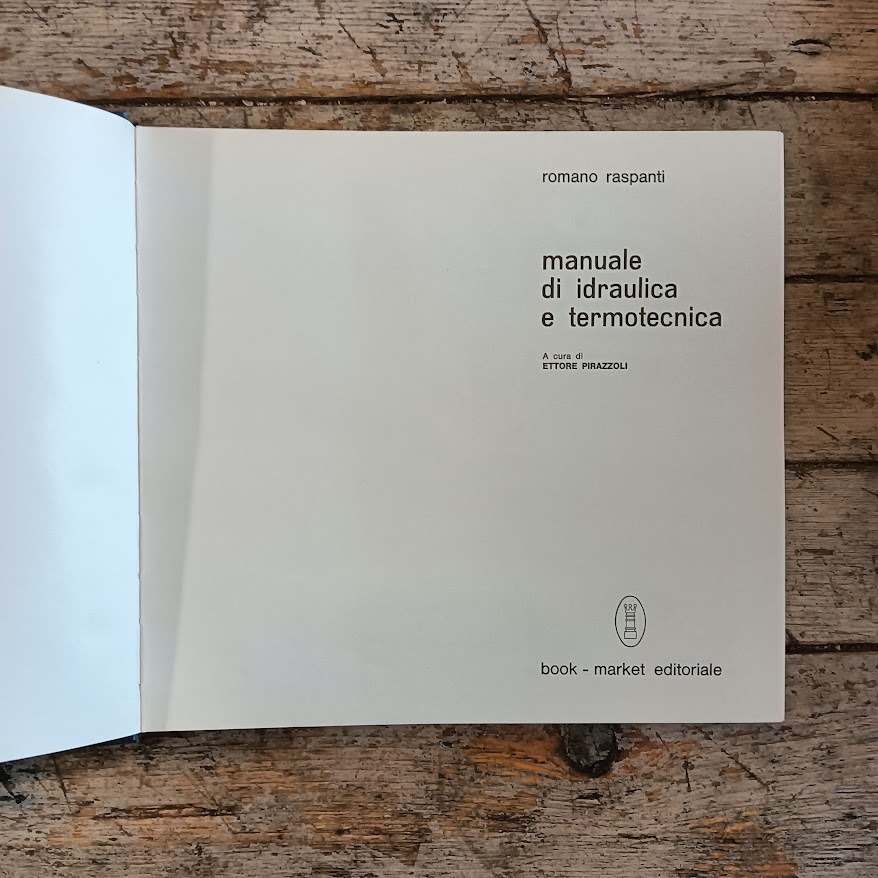 romano raspanti
manuale
di idraulica
e termotecnica
A cura di
ETTORE PIRAZZOLI
book - market editoriale